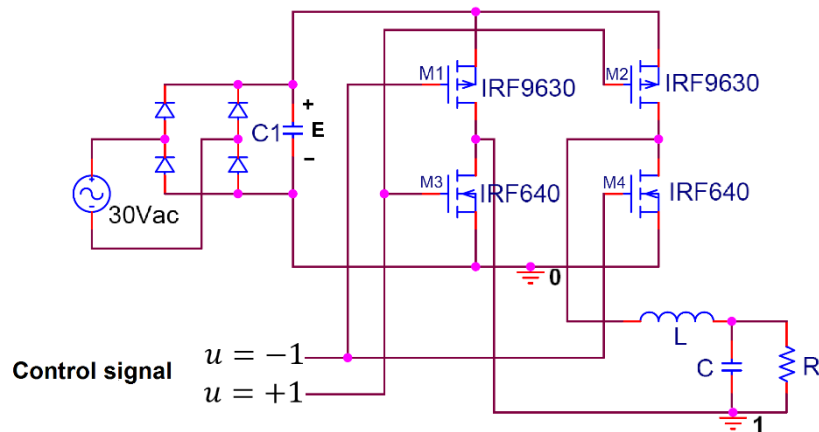 M1
IRF9630
M2
IRF9630
+
C1
E
−
30Vac
M3
IRF640
M4
IRF640
0
L
C
R
1
Control signal
u = −1
u = +1